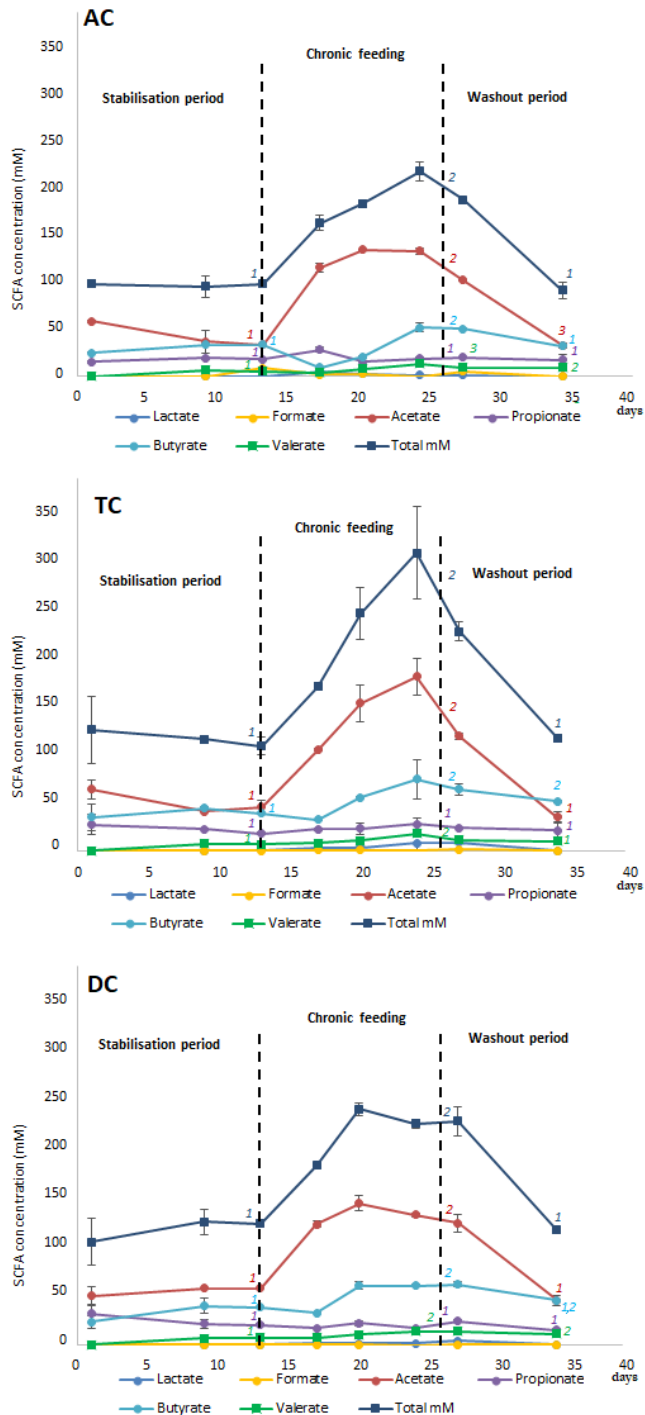 AC
350
Chronic feeding
300
Stabilisation period
Washout period
250
200
150
100
50
0
SCFA concentration (mM)
2
1
1
2
3
1
1
2
1
1
1
3
1
1
2
0 5 10 15 20 25 30 35 40
days
Lactate Formate Acetate Propionate
Butyrate Valerate Total mM
TC
350
Chronic feeding
300
Stabilisation period
Washout period
250
200
150
100
50
0
SCFA concentration (mM)
2
1
1
2
1
2
2
1
1
1
1
1
1
2
1
0 5 10 15 20 25 30 35 40
days
Lactate Formate Acetate Propionate
Butyrate Valerate Total mM
DC
350
Chronic feeding
300
Stabilisation period
Washout period
250
200
150
100
50
0
SCFA concentration (mM)
1
2
1
1
2
1
1
2
1,2
1
1
2
1
1
2
0 5 10 15 20 25 30 35 40
days
Lactate Formate Acetate Propionate
Butyrate Valerate Total mM